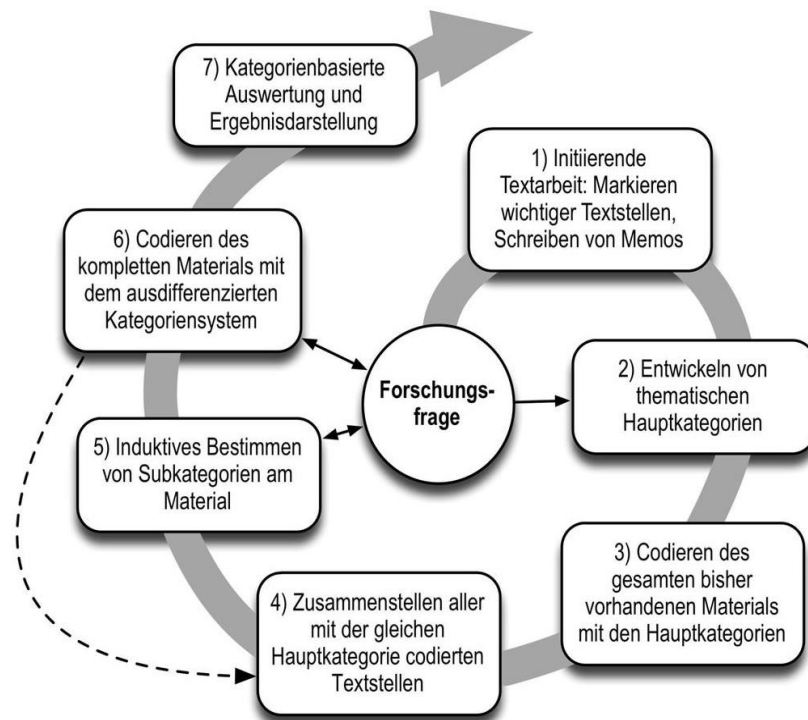 7) Kategorienbasierte
Auswertung und
Ergebnisdarstellung
1) Initiierende
Textarbeit: Markieren
wichtiger Textstellen,
Schreiben von Memos
6) Codieren des
kompletten Materials mit
dem ausdifferenzierten
Kategoriensystem
Forschungs-
frage
2) Entwickeln von
thematischen
Hauptkategorien
5) Induktives Bestimmen
von Subkategorien am
Material
3) Codieren des
gesamten bisher
vorhandenen Materials
mit den Hauptkategorien
4) Zusammenstellen aller
mit der gleichen
Hauptkategorie codierten
Textstellen